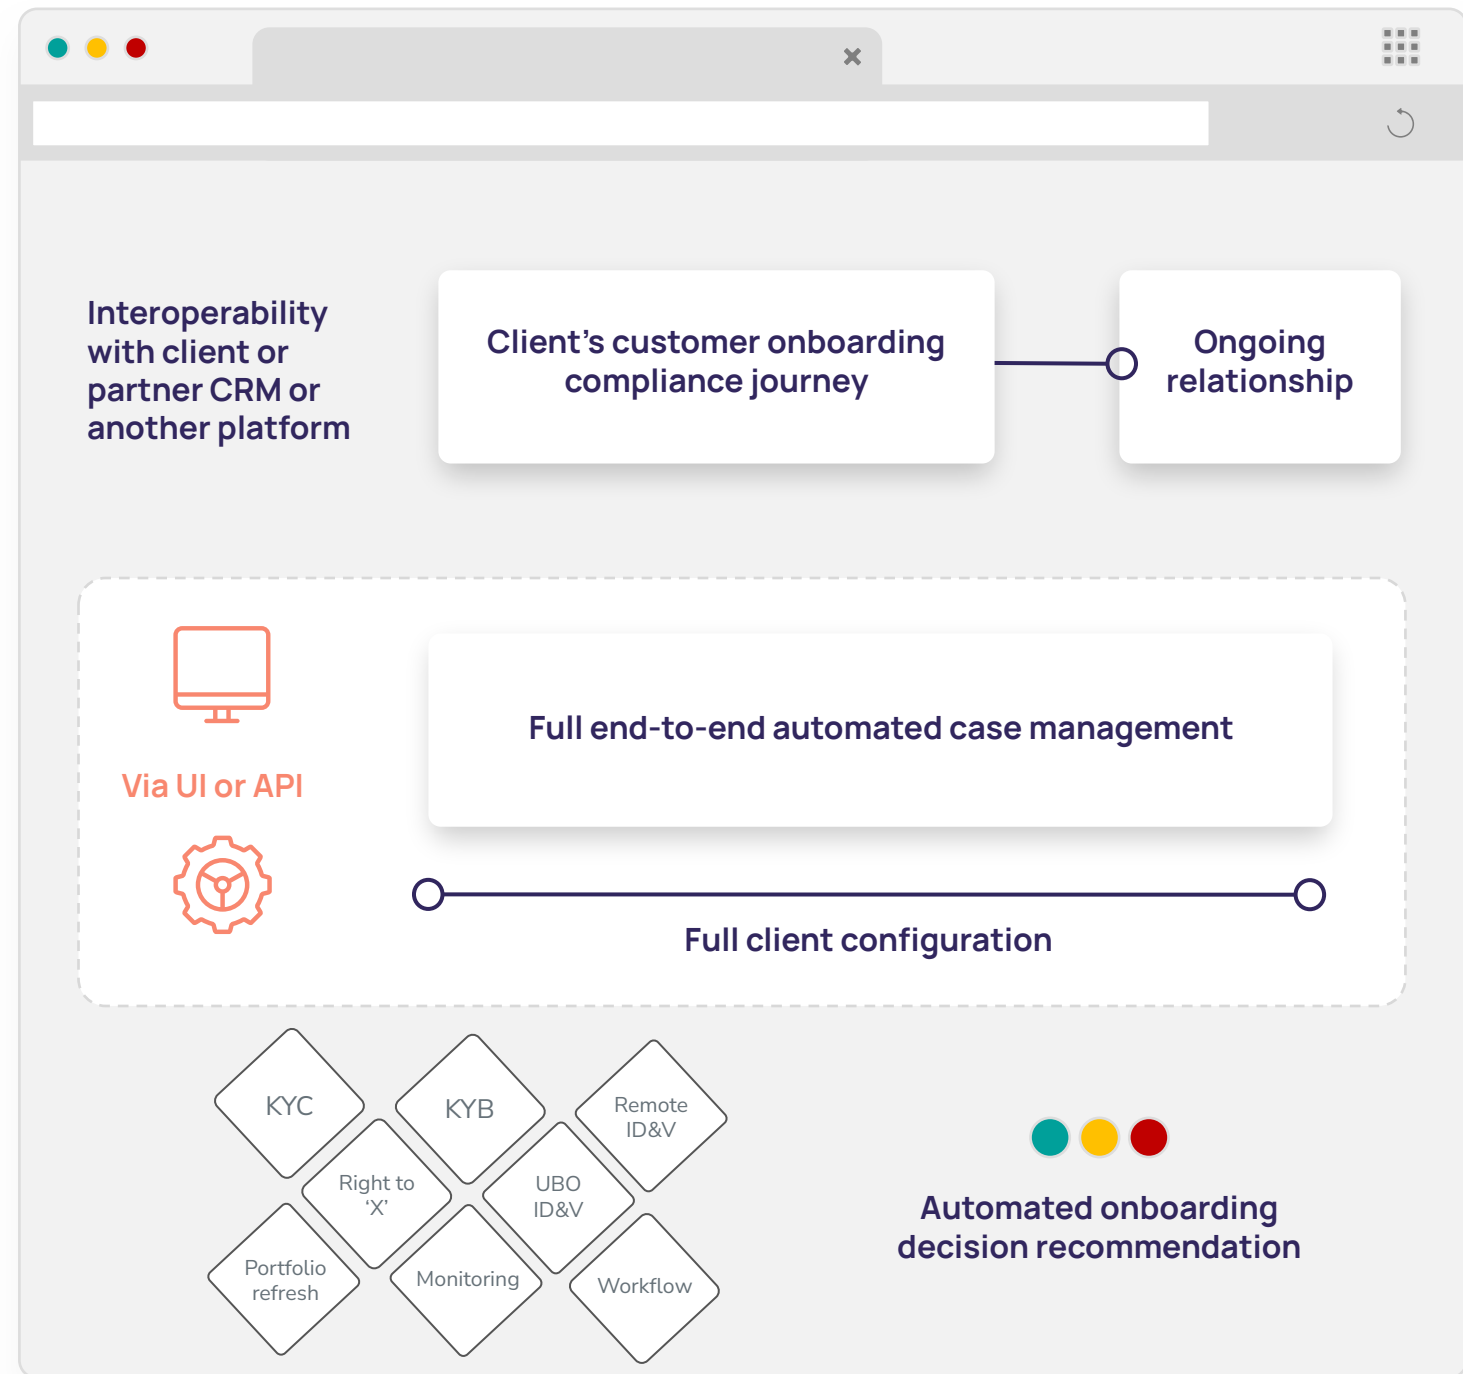 Interoperability
with client or
partner CRM or
another platform
Client's customer onboarding
compliance journey
Ongoing
relationship
Via UI or API
Full end-to-end automated case management
Full client configuration
KYC
KYB
Remote
ID&V
Right to
‘X’
UBO
ID&V
Portfolio
refresh
Monitoring
Workflow
Automated onboarding
decision recommendation